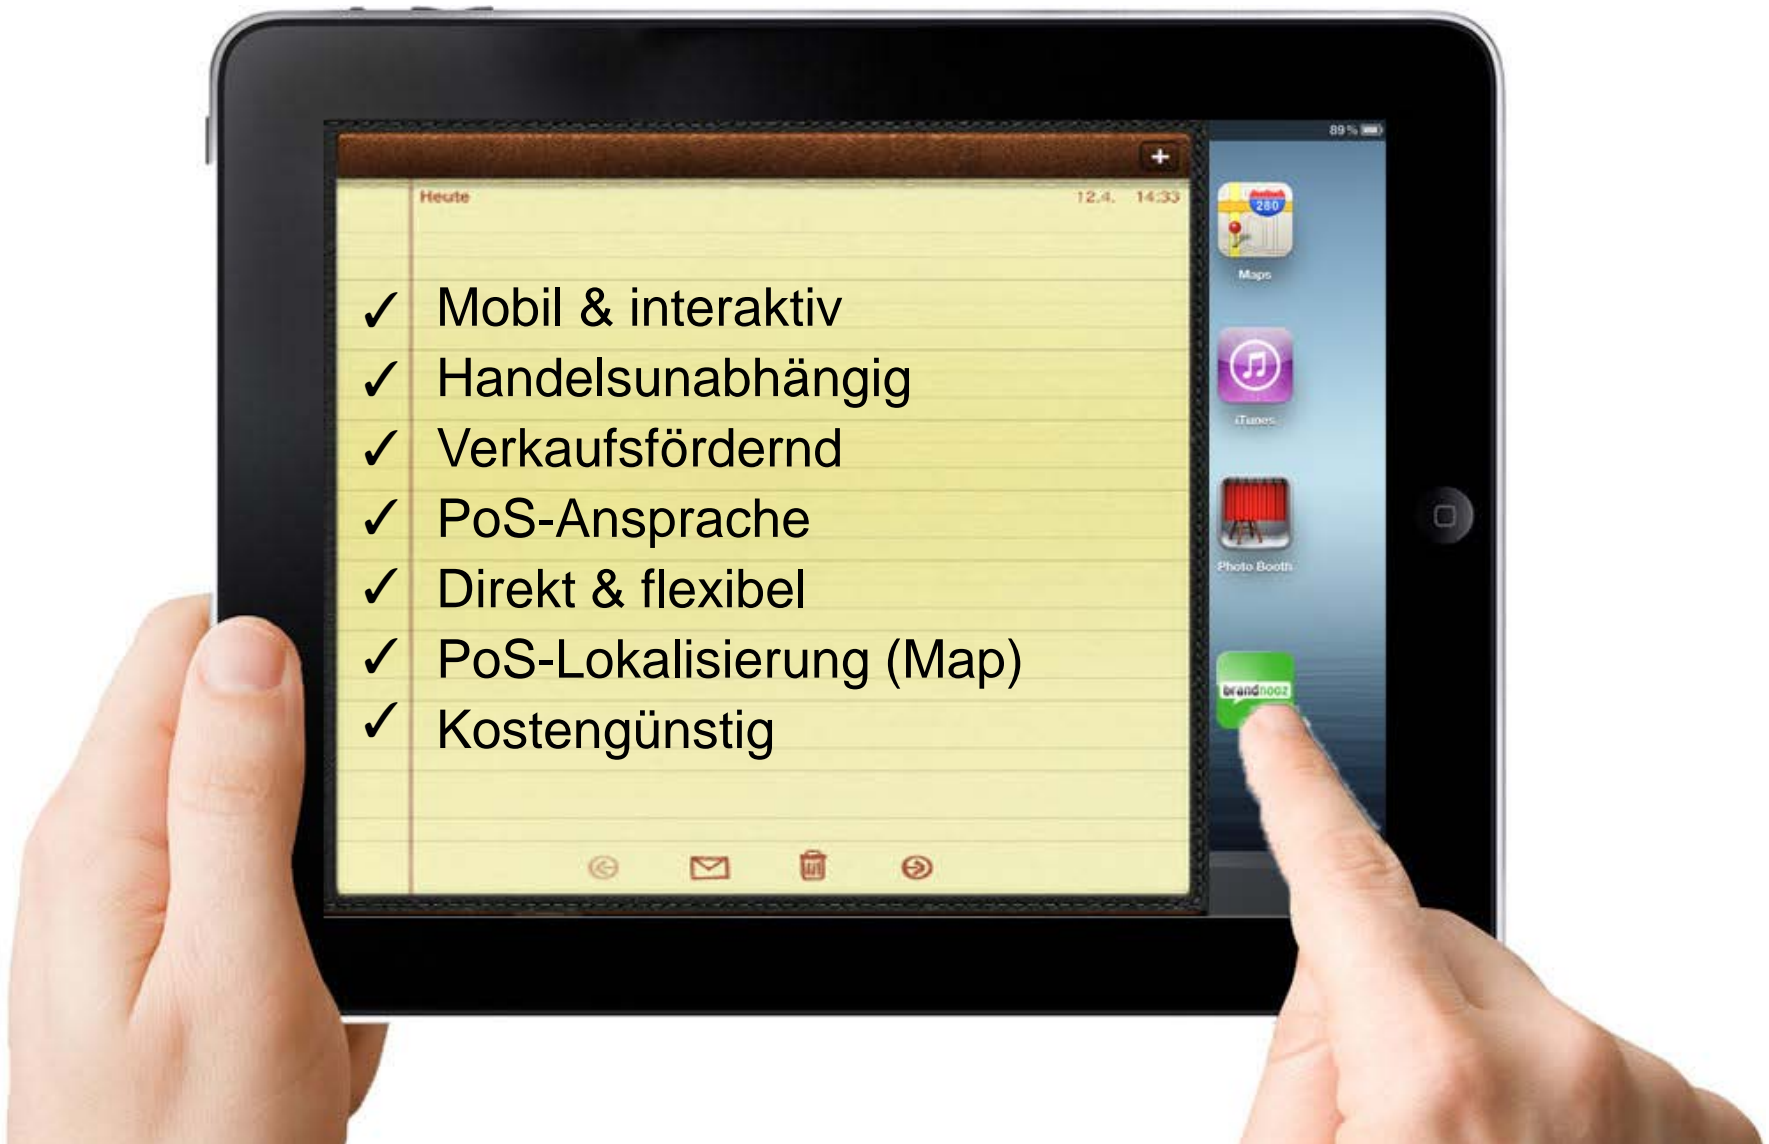 89%
Heute 12.4. 14:33
280
Maps
✓ Mobil & interaktiv
✓ Handelsunabhängig
iTunes
✓ Verkaufsfördernd
✓ PoS-Ansprache
Photo Booth
✓ Direkt & flexibel
✓ PoS-Lokalisierung (Map)
brandnooz
✓ Kostengünstig